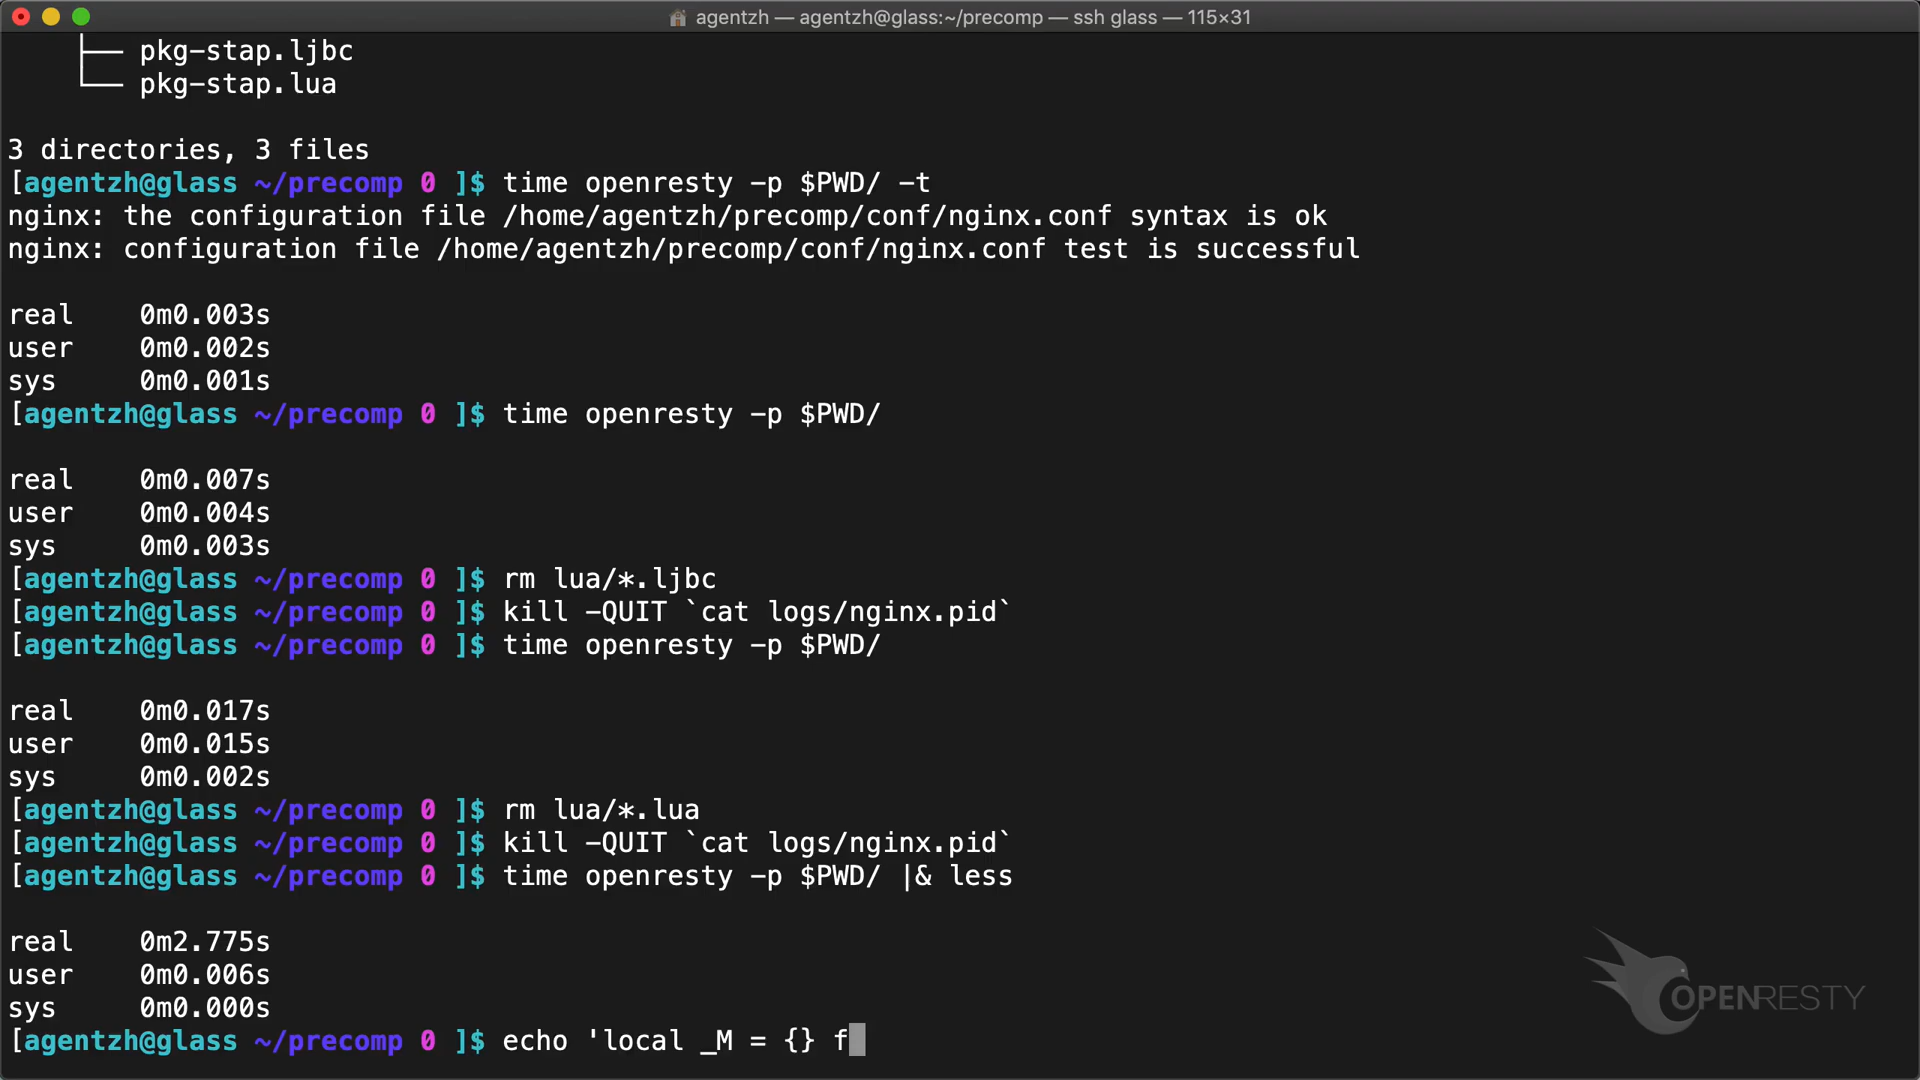 agentzh — agentzh@glass:~/precomp — ssh glass — 115×31
├── pkg-stap.ljbc
└── pkg-stap.lua
3 directories, 3 files
[agentzh@glass ~/precomp 0 ]$ time openresty -p $PWD/ -t
nginx: the configuration file /home/agentzh/precomp/conf/nginx.conf syntax is ok
nginx: configuration file /home/agentzh/precomp/conf/nginx.conf test is successful
real 0m0.003s
user 0m0.002s
sys 0m0.001s
[agentzh@glass ~/precomp 0 ]$ time openresty -p $PWD/
real 0m0.007s
user 0m0.004s
sys 0m0.003s
[agentzh@glass ~/precomp 0 ]$ rm lua/*.ljbc
[agentzh@glass ~/precomp 0 ]$ kill -QUIT `cat logs/nginx.pid`
[agentzh@glass ~/precomp 0 ]$ time openresty -p $PWD/
real 0m0.017s
user 0m0.015s
sys 0m0.002s
[agentzh@glass ~/precomp 0 ]$ rm lua/*.lua
[agentzh@glass ~/precomp 0 ]$ kill -QUIT `cat logs/nginx.pid`
[agentzh@glass ~/precomp 0 ]$ time openresty -p $PWD/ |& less
real 0m2.775s
user 0m0.006s
sys 0m0.000s
[agentzh@glass ~/precomp 0 ]$ echo 'local _M = {} f
OPENRESTY